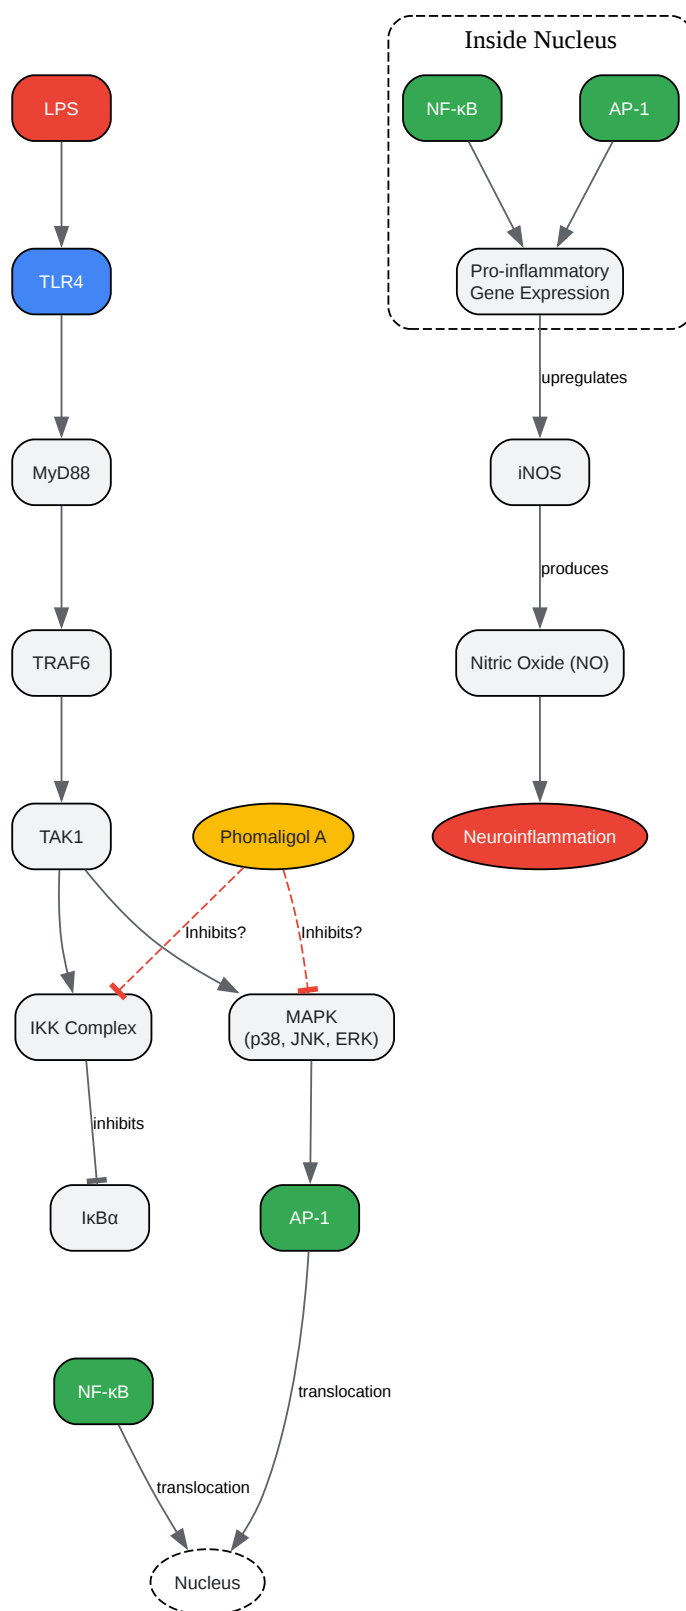 Inside Nucleus
LPS
NF-κB
AP-1
TLR4
Pro-inflammatory
Gene Expression
upregulates
MyD88
iNOS
produces
TRAF6
Nitric Oxide (NO)
TAK1
Phomaligol A
Neuroinflammation
Inhibits?
Inhibits?
IKK Complex
MAPK
(p38, JNK, ERK)
inhibits
IκBα
AP-1
NF-κB
translocation
translocation
Nucleus